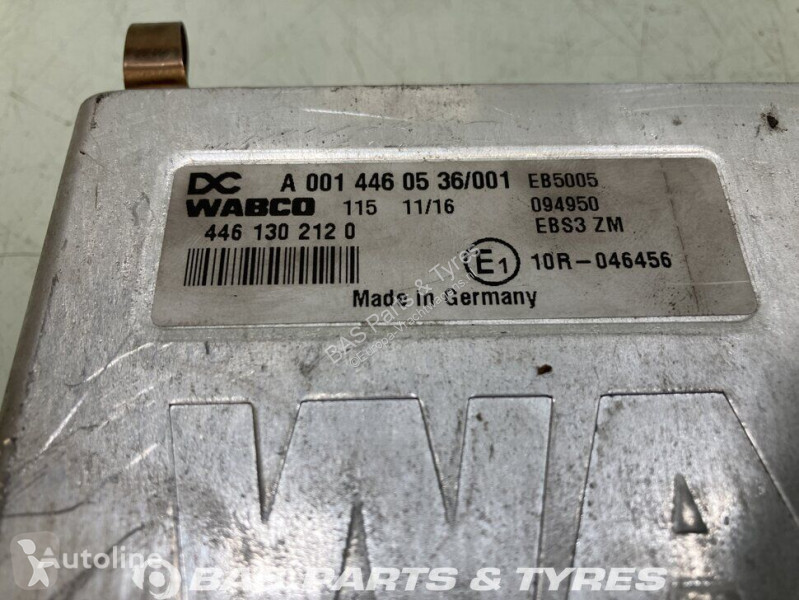 DC A 001 446 05 36/001 EB5005
WABCO 115 11/16 094950
446 130 212 0 EBS3 ZM
E1 10R-046456
Made in Germany
BAS Parts & Tyres
WA
Autoline
BAS PARTS & TYRES